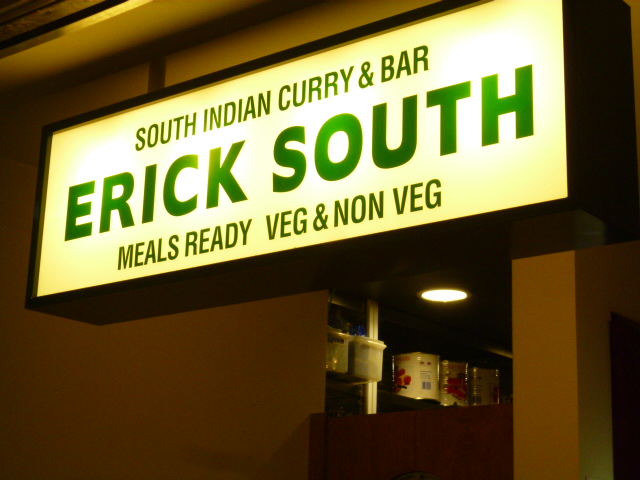 SOUTH INDIAN CURRY & BAR
ERICK SOUTH
MEALS READY VEG & NON VEG